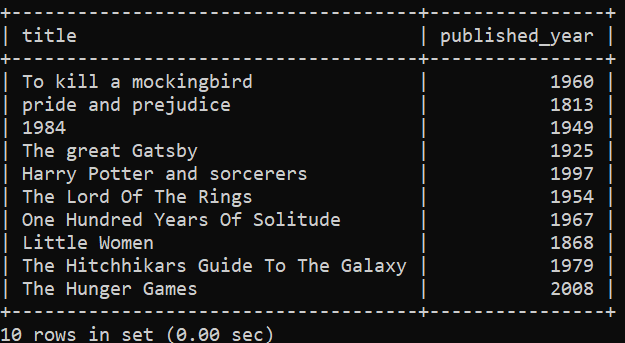 +-------------------------------------+----------------+
| title                               | published_year |
+-------------------------------------+----------------+
| To kill a mockingbird               |           1960 |
| pride and prejudice                 |           1813 |
| 1984                                |           1949 |
| The great Gatsby                    |           1925 |
| Harry Potter and sorcerers          |           1997 |
| The Lord Of The Rings               |           1954 |
| One Hundred Years Of Solitude       |           1967 |
| Little Women                        |           1868 |
| The Hitchhikars Guide To The Galaxy |           1979 |
| The Hunger Games                    |           2008 |
+-------------------------------------+----------------+
10 rows in set (0.00 sec)